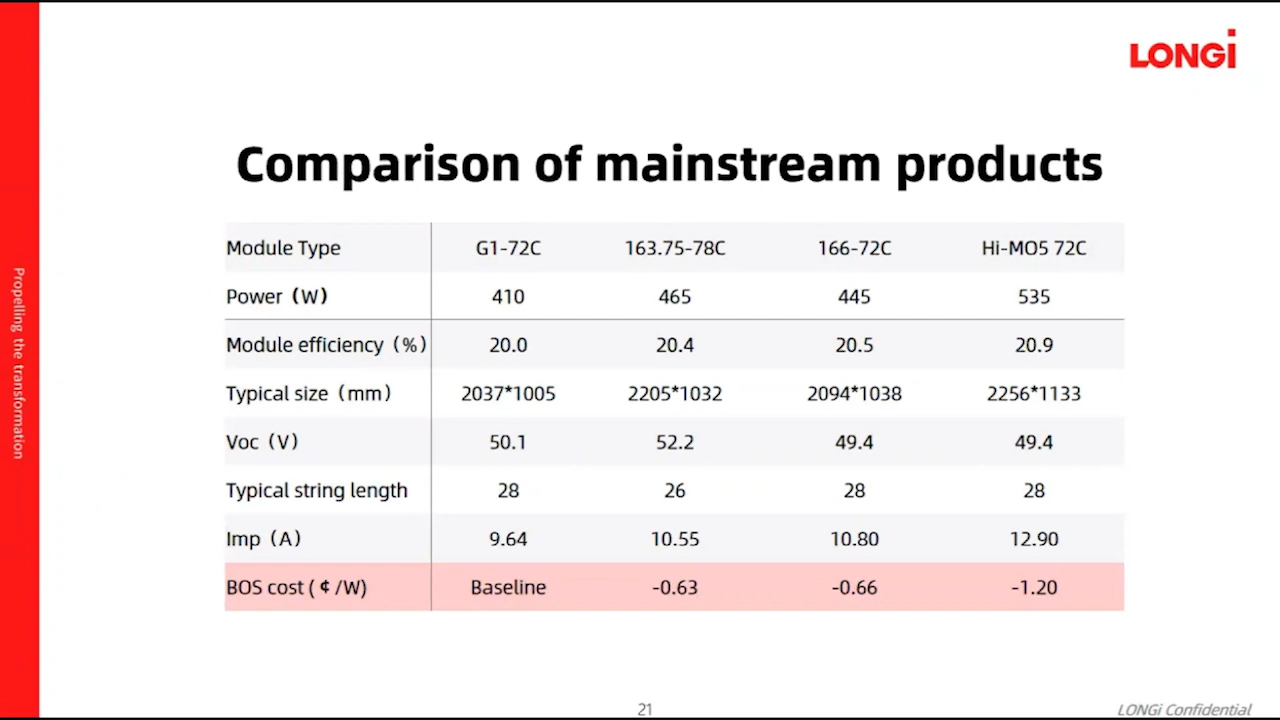 LONGi
Comparison of mainstream products
Module Type G1-72C 163.75-78C 166-72C Hi-MO5 72C
Power（W） 410 465 445 535
Module efficiency（%） 20.0 20.4 20.5 20.9
Typical size（mm） 2037*1005 2205*1032 2094*1038 2256*1133
Voc（V） 50.1 52.2 49.4 49.4
Typical string length 28 26 28 28
Imp（A） 9.64 10.55 10.80 12.90
BOS cost ( ¢ /W) Baseline -0.63 -0.66 -1.20
Propelling the transformation
21
LONGi Confidential